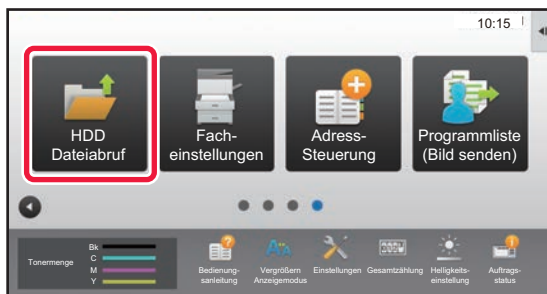 10:15
HDD
Dateiabruf
Fach-
einstellungen
Adress-
Steuerung
Programmliste
(Bild senden)
Tonermenge
Bk
C
M
Y
Bedienung-
sanleitung
Vergrößern
Anzeigemodus
Einstellungen
Gesamtzählung
Helligkeits-
einstellung
Auftrags-
status